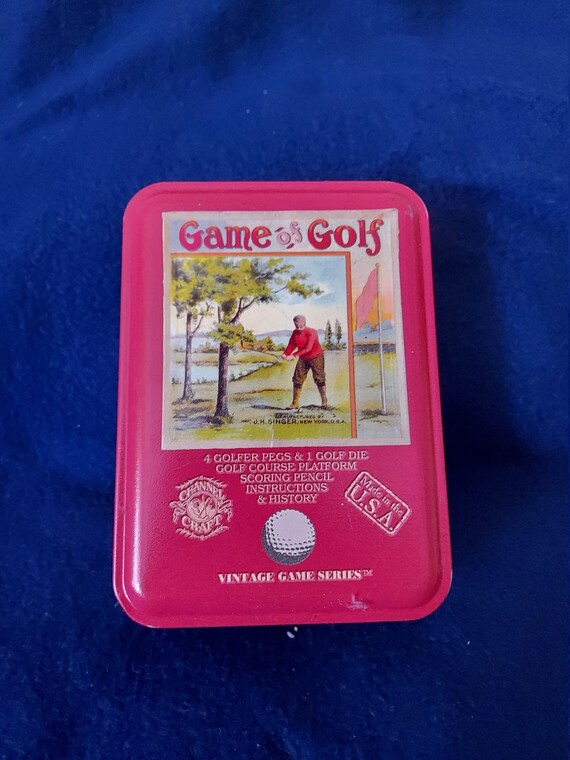 Game of Golf
MANUFACTURED BY
J.H. SINGER, NEW YORK, U.S.A.
4 GOLFER PEGS & 1 GOLF DIE
GOLF COURSE PLATFORM
SCORING PENCIL
INSTRUCTIONS
& HISTORY
CHANNEL
CRAFT
Made in the
U.S.A.
VINTAGE GAME SERIES™